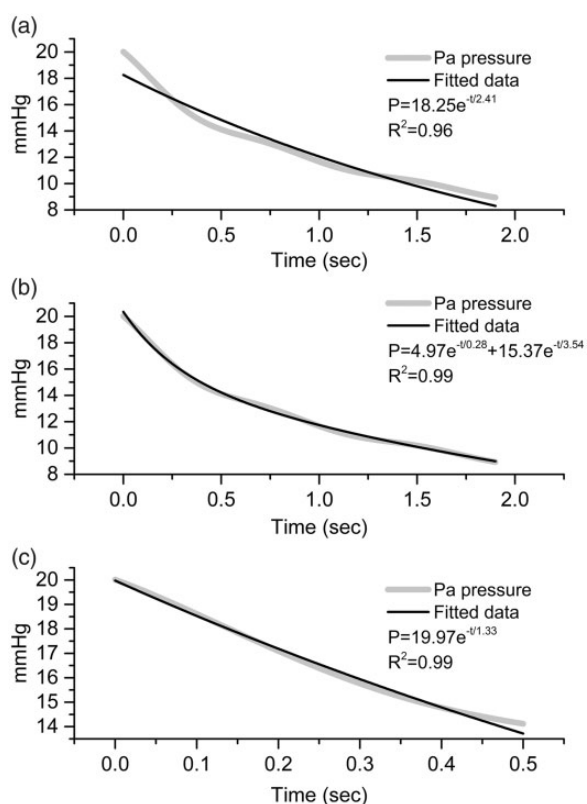 (a)
20
18
16
14
12
10
8
mmHg
Pa pressure
Fitted data
P=18.25e^-t/2.41
R²=0.96
0.0 0.5 1.0 1.5 2.0
Time (sec)
(b)
20
18
16
14
12
10
8
mmHg
Pa pressure
Fitted data
P=4.97e^-t/0.28+15.37e^-t/3.54
R²=0.99
0.0 0.5 1.0 1.5 2.0
Time (sec)
(c)
20
19
18
17
16
15
14
mmHg
Pa pressure
Fitted data
P=19.97e^-t/1.33
R²=0.99
0.0 0.1 0.2 0.3 0.4 0.5
Time (sec)